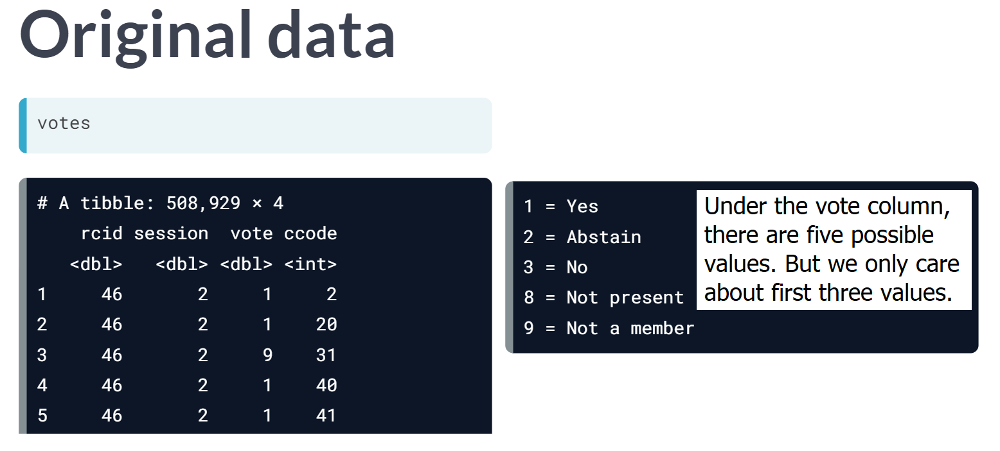 Original data
votes
# A tibble: 508,929 × 4
rcid session vote ccode
<dbl> <dbl> <dbl> <int>
1 46 2 1 2
2 46 2 1 20
3 46 2 9 31
4 46 2 1 40
5 46 2 1 41
1 = Yes
2 = Abstain
3 = No
8 = Not present
9 = Not a member
Under the vote column,
there are five possible
values. But we only care
about first three values.